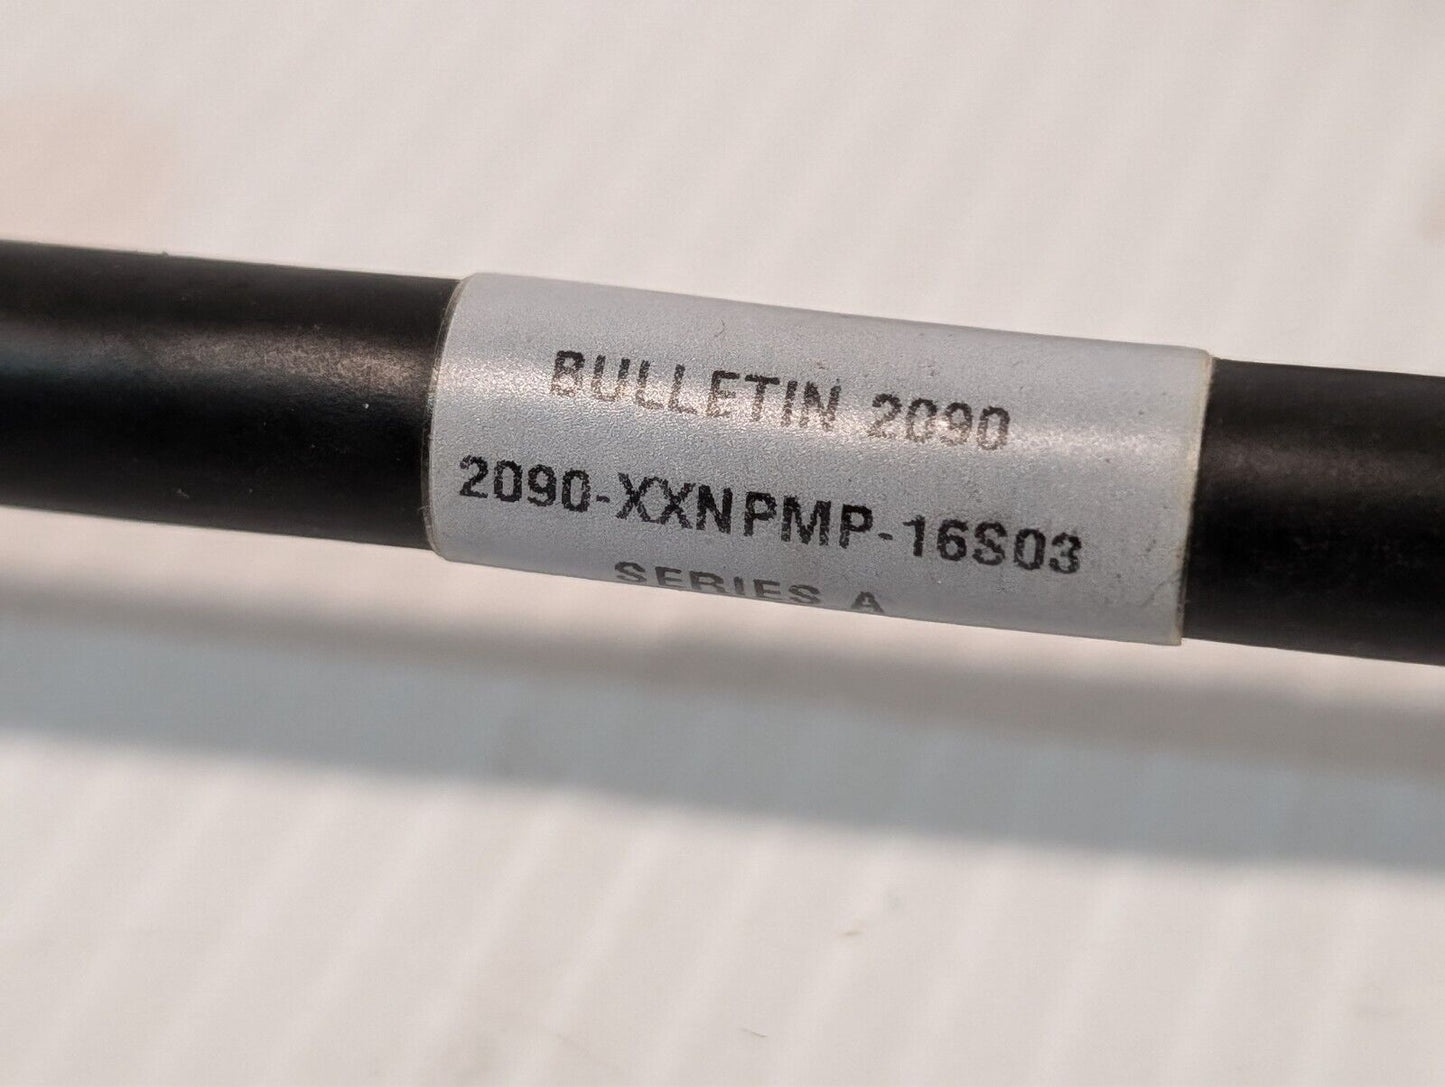 BULLETIN 2090
2090-XXNPMP-16S03
SERIES A